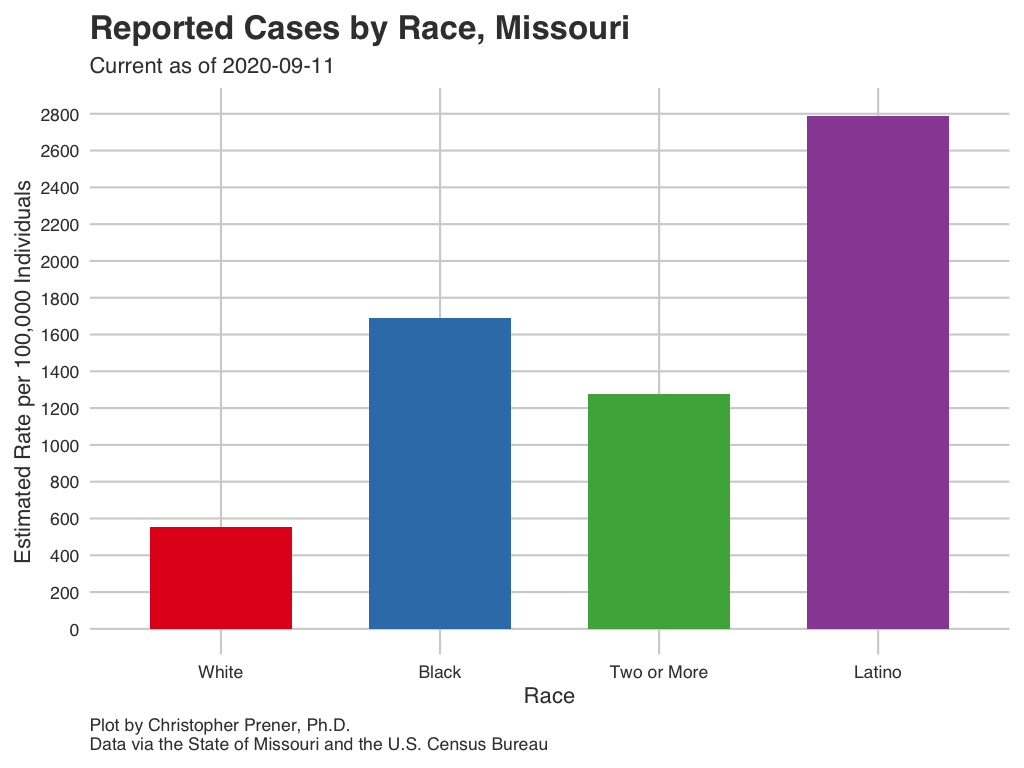 Reported Cases by Race, Missouri
Current as of 2020-09-11
Estimated Rate per 100,000 Individuals
2800
2600
2400
2200
2000
1800
1600
1400
1200
1000
800
600
400
200
0
White Black Two or More Latino
Race
Plot by Christopher Prener, Ph.D.
Data via the State of Missouri and the U.S. Census Bureau